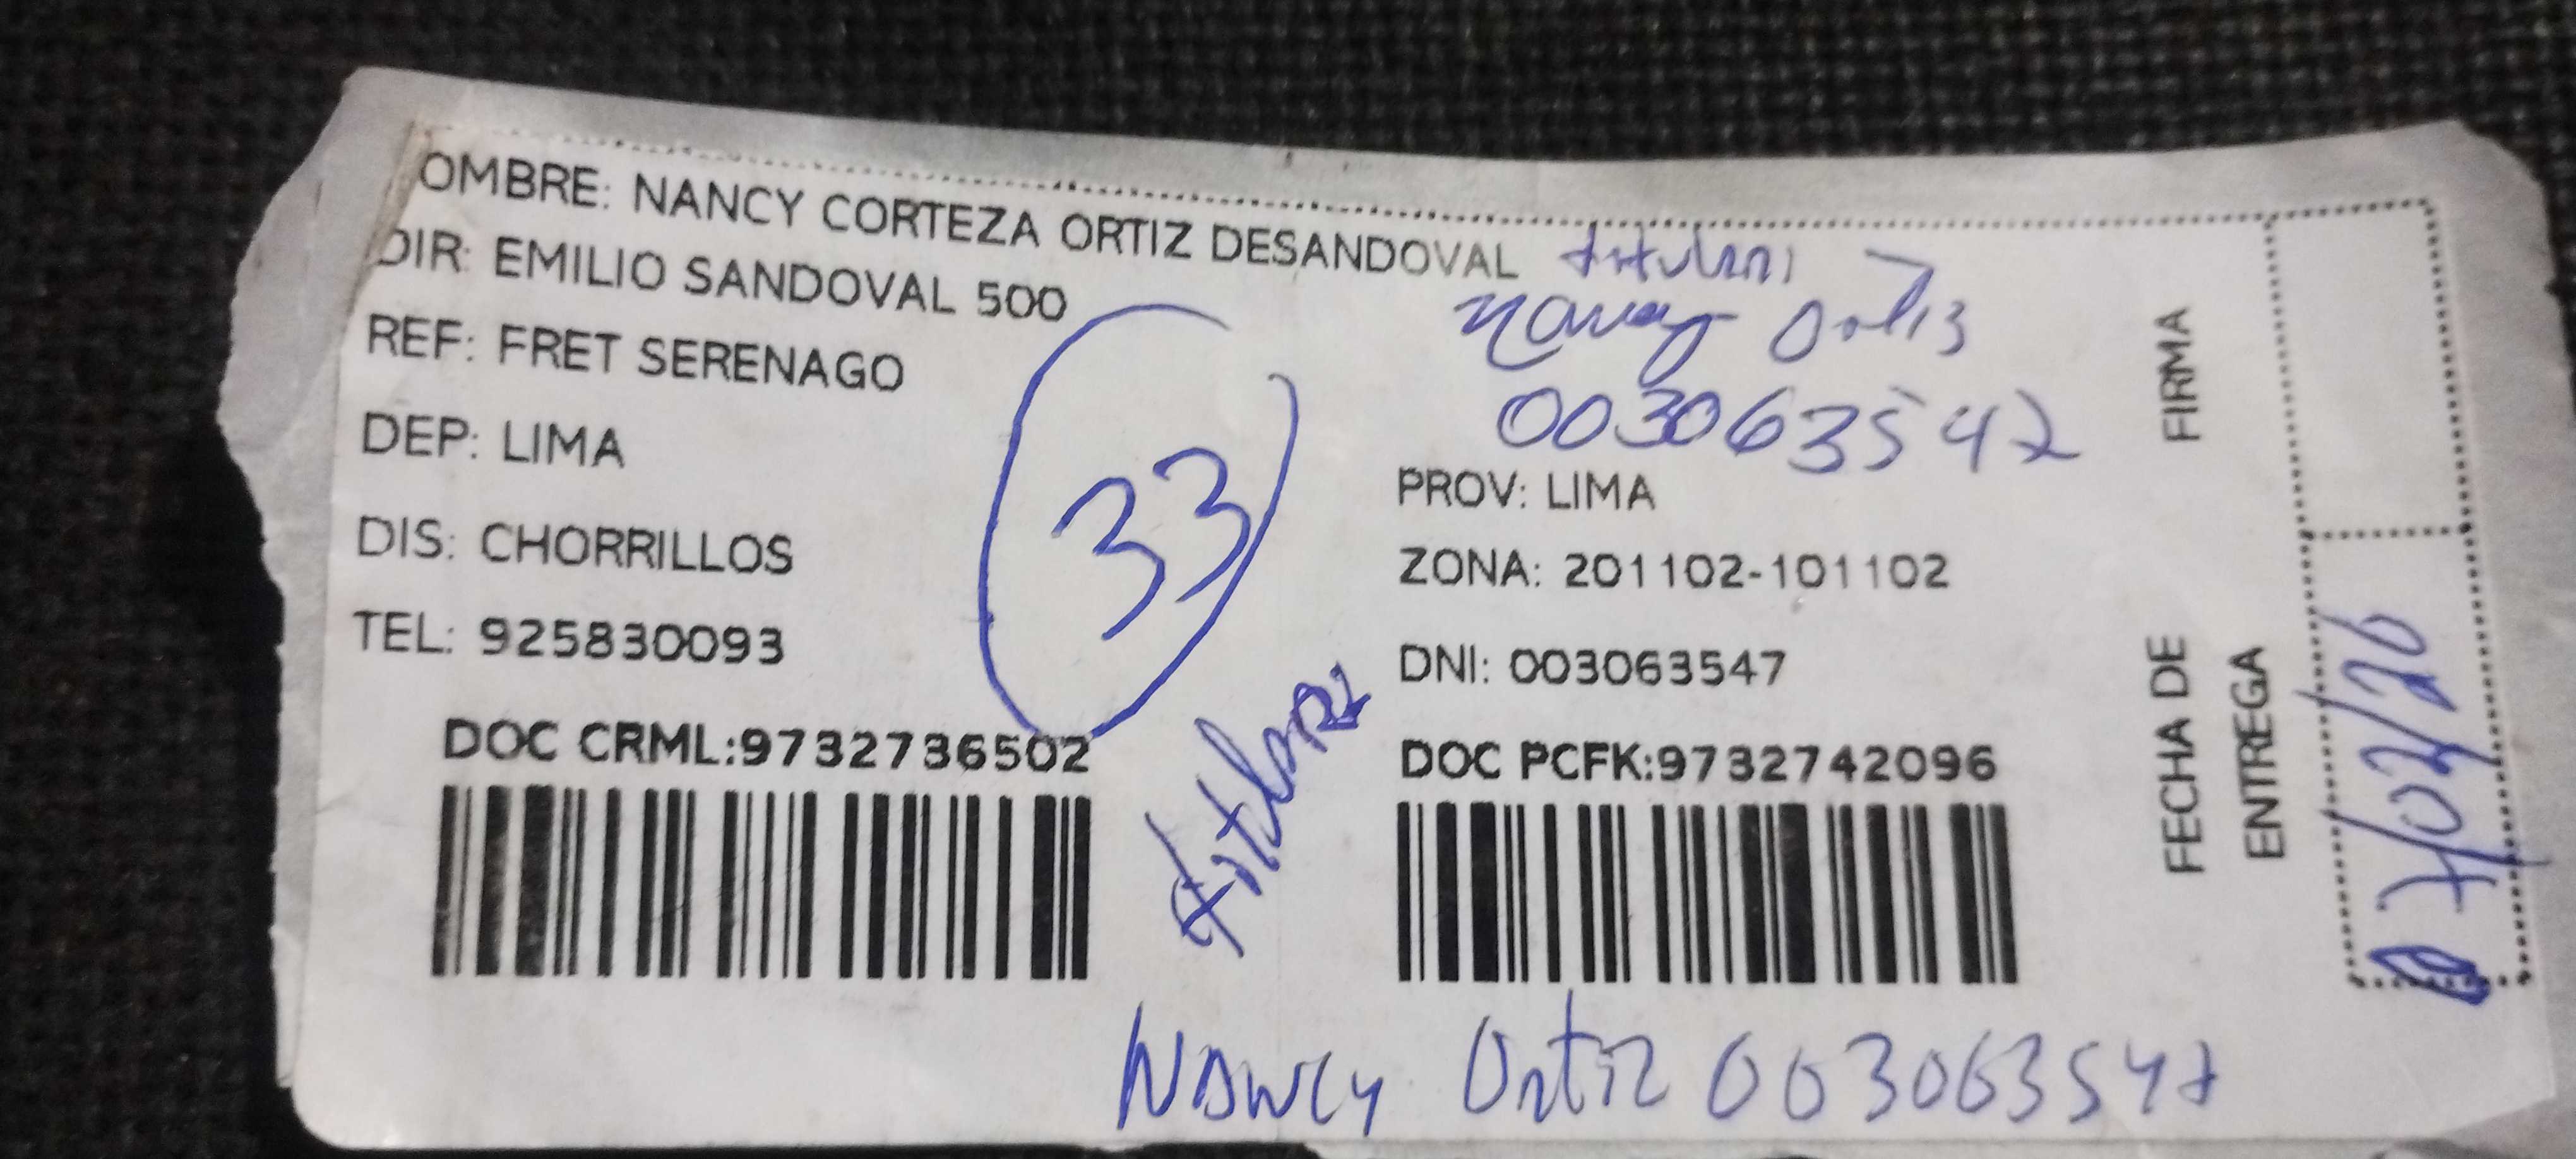 OMBRE: NANCY CORTEZA ORTIZ DESANDOVAL
DIR: EMILIO SANDOVAL 500
Nancy Ortiz
REF: FRET SERENAGO
003063547
FIRMA
DEP: LIMA
33
PROV: LIMA
DIS: CHORRILLOS
ZONA: 201102-101102
TEL: 925830093
DNI: 003063547
FECHA DE
ENTREGA
DOC CRML:9732736502
DOC PCFK:9732742096
Nancy Ortiz 003063547